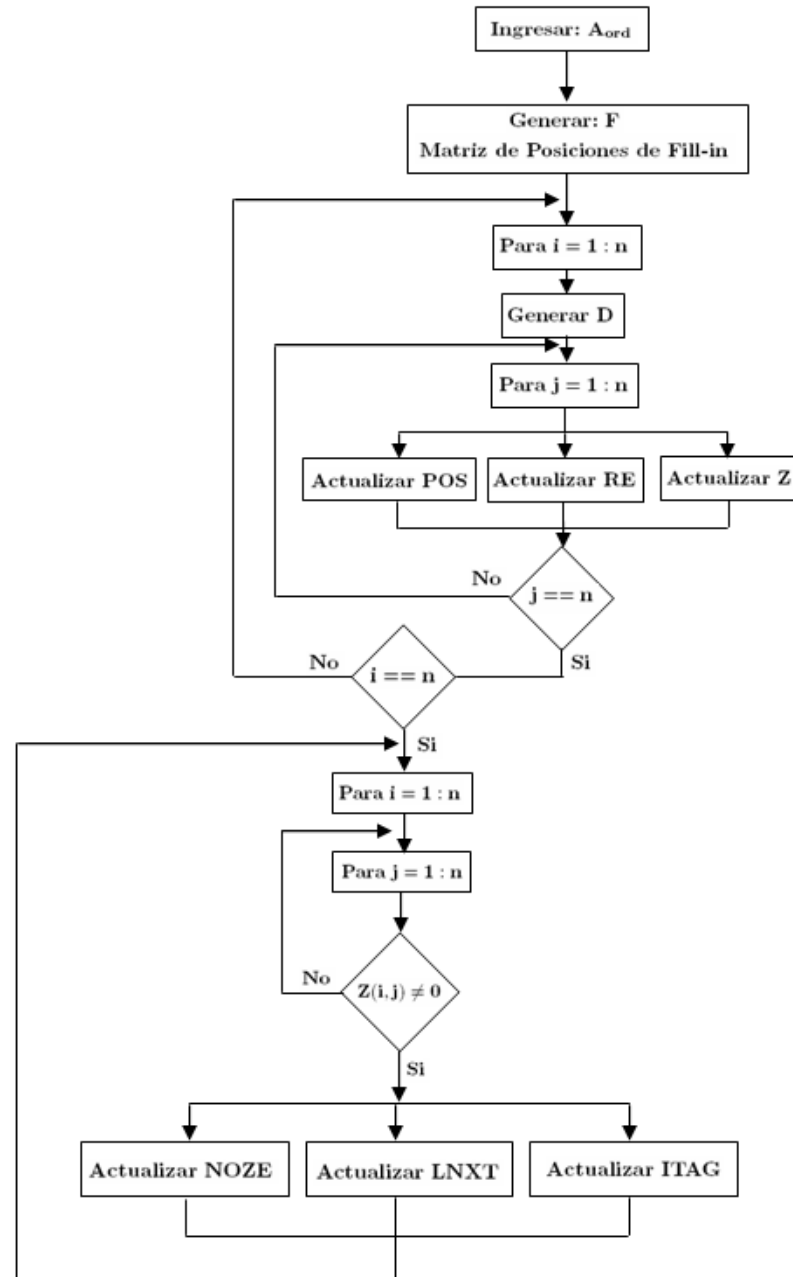 Ingresar: A_ord
Generar: F
Matriz de Posiciones de Fill-in
Para i = 1 : n
Generar D
Para j = 1 : n
Actualizar POS
Actualizar RE
Actualizar Z
No
j == n
Si
No
i == n
Si
Para i = 1 : n
Para j = 1 : n
No
Z(i,j) ≠ 0
Si
Actualizar NOZE
Actualizar LNXT
Actualizar ITAG